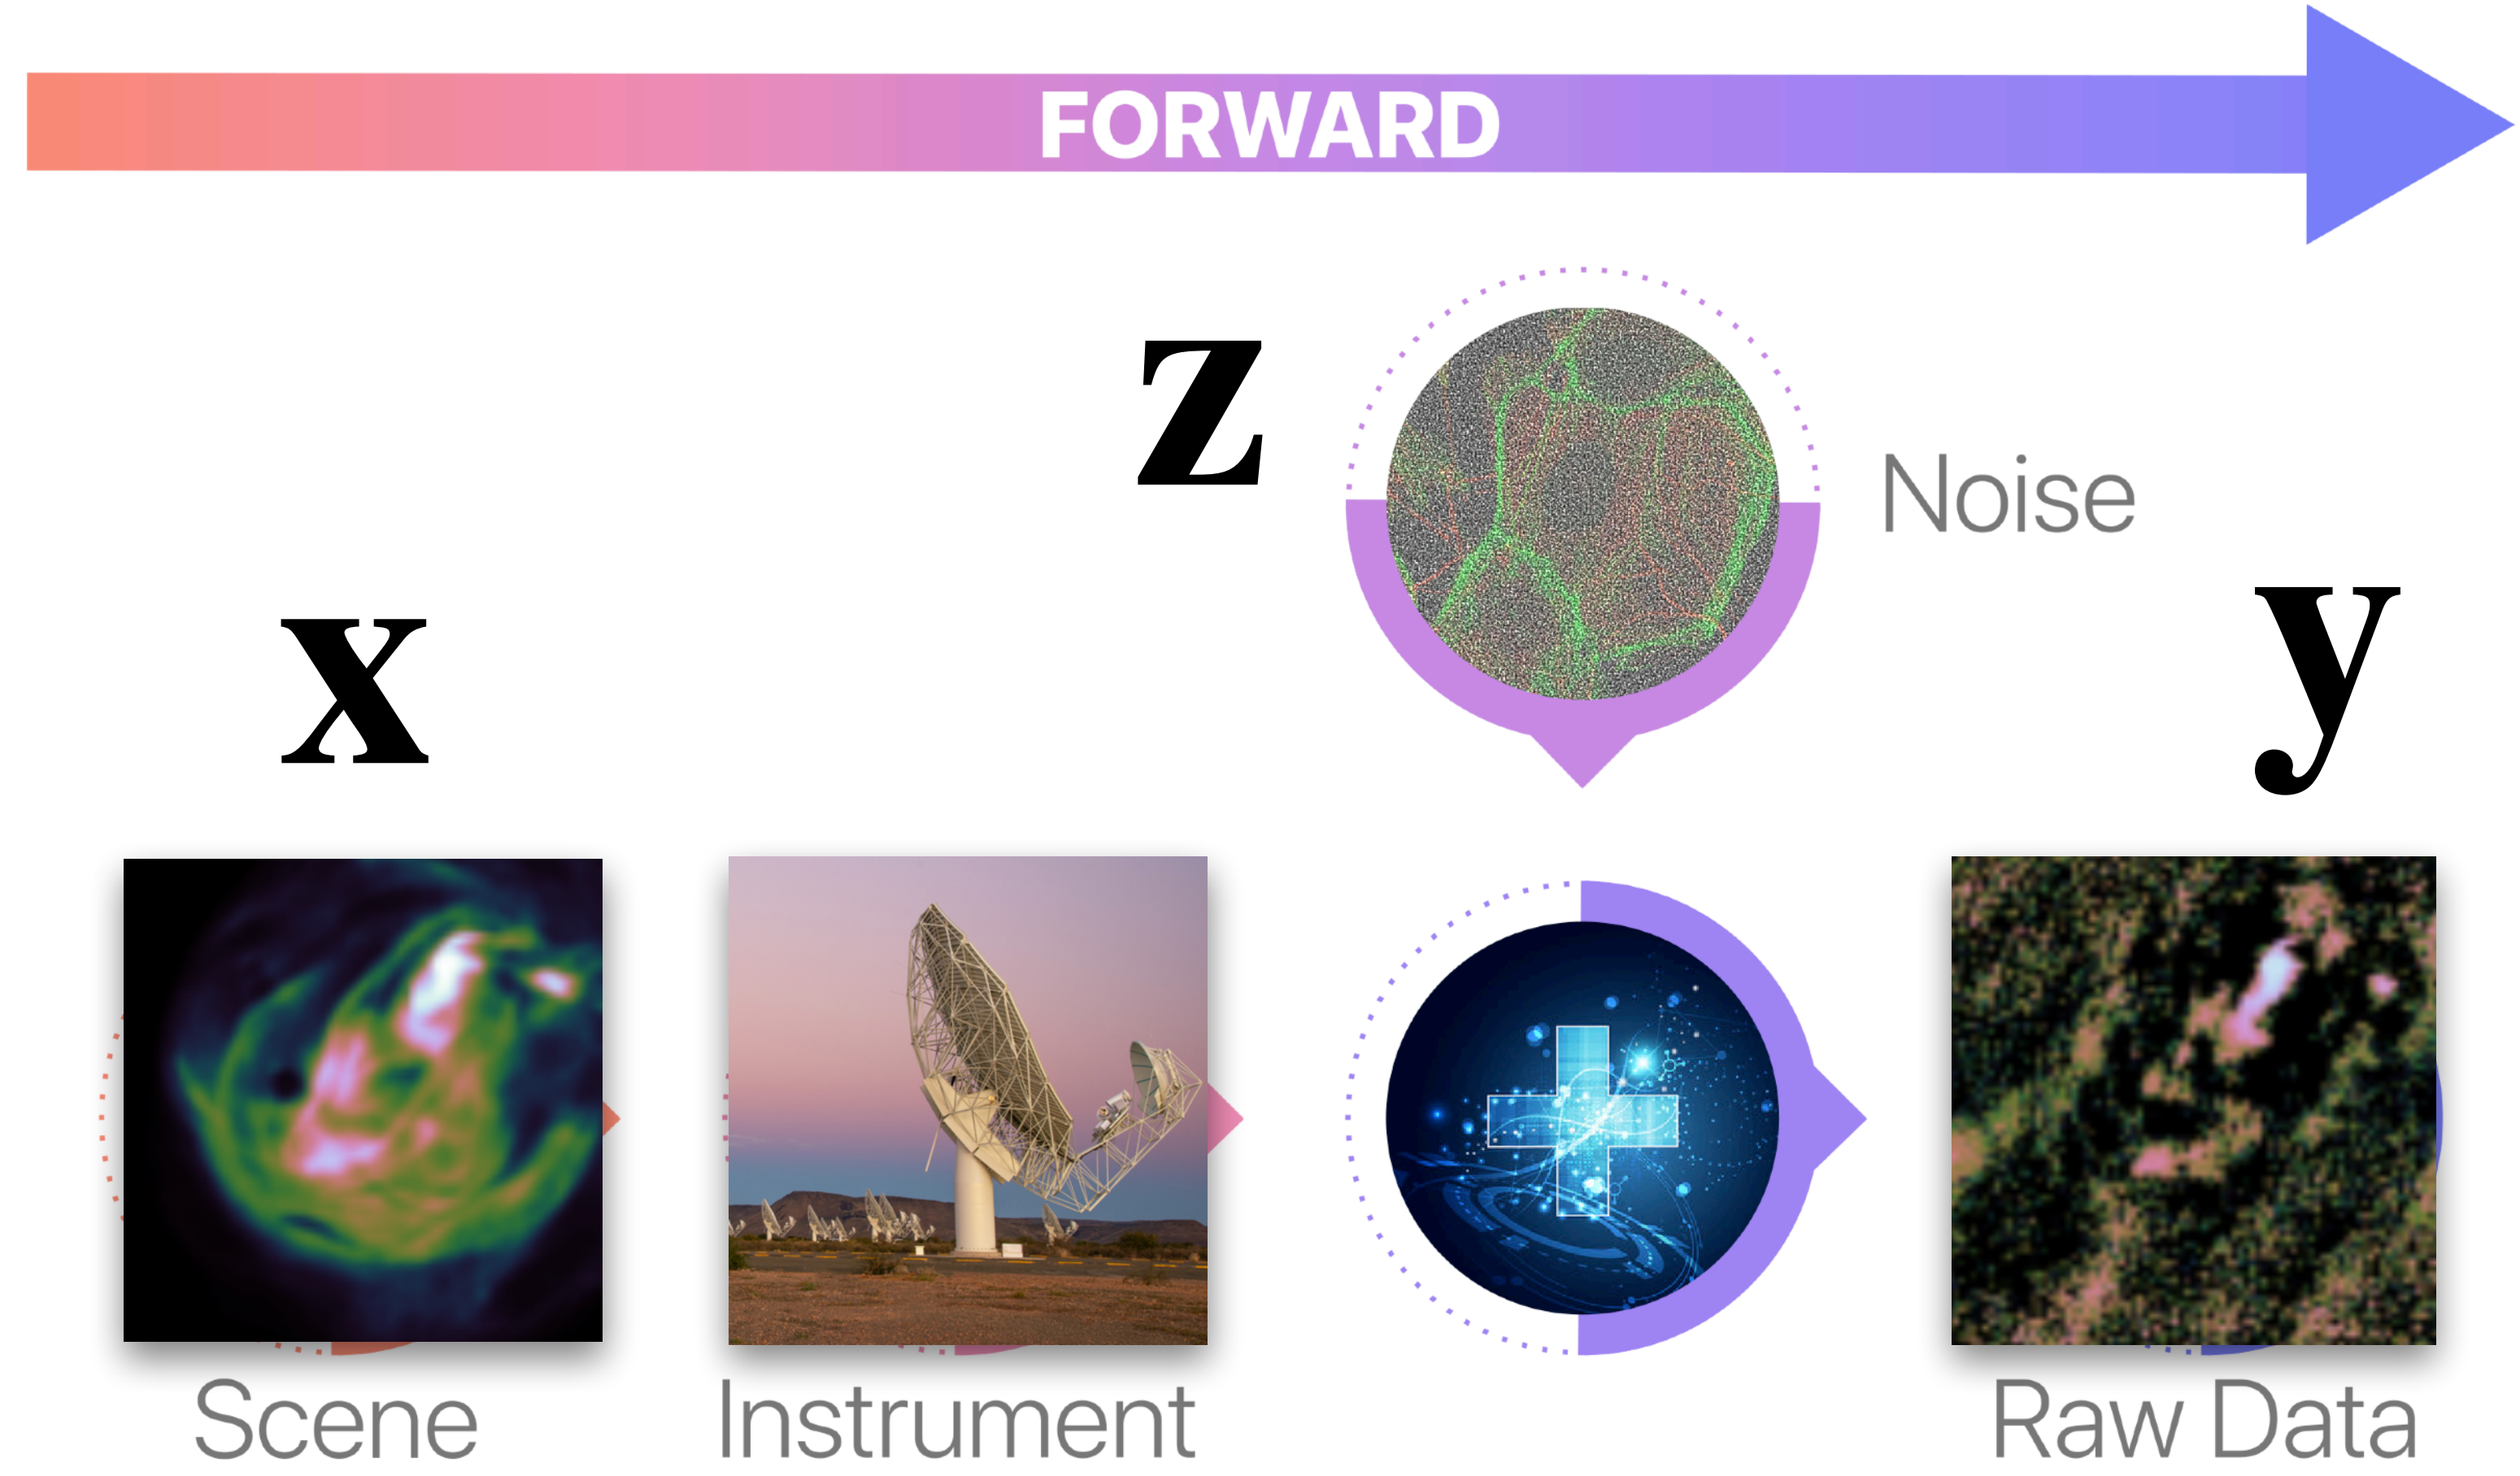 FORWARD
z
Noise
x
y
Scene
Instrument
Raw Data